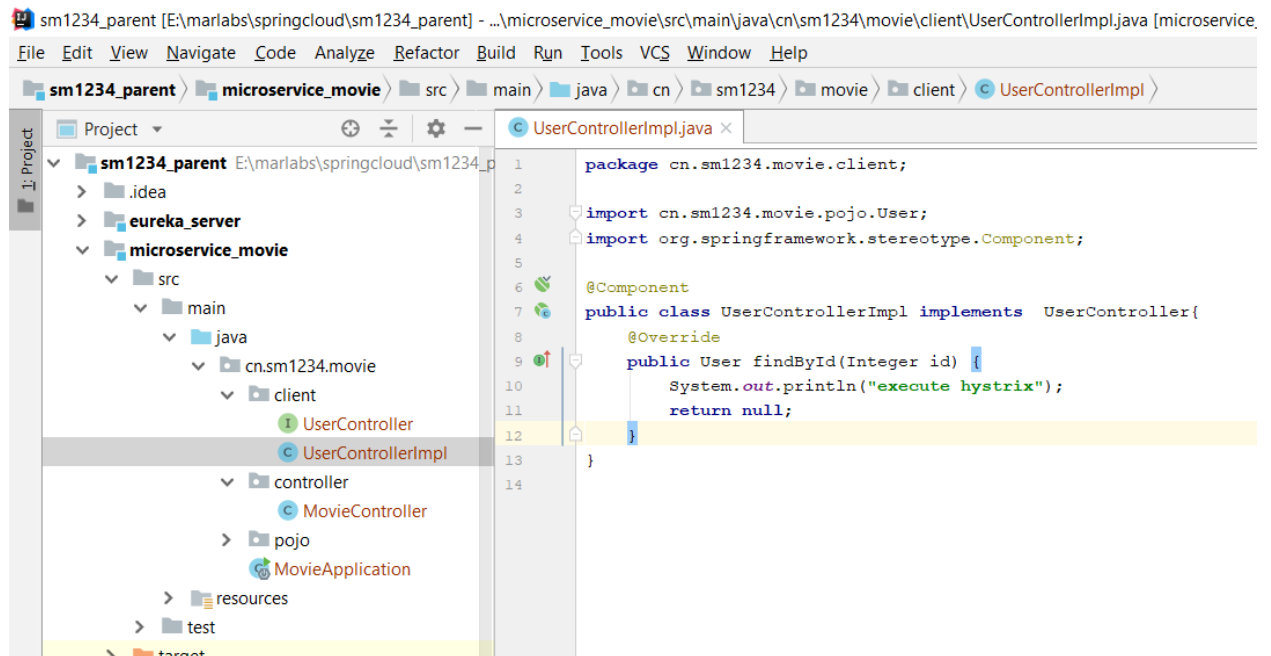 sm1234_parent [E:\marlabs\springcloud\sm1234_parent] - ...\microservice_movie\src\main\java\cn\sm1234\movie\client\UserControllerImpl.java [microservice_
File Edit View Navigate Code Analyze Refactor Build Run Tools VCS Window Help
sm1234_parent microservice_movie src main java cn sm1234 movie client UserControllerImpl
1: Project
Project
sm1234_parent E:\marlabs\springcloud\sm1234_p
.idea
eureka_server
microservice_movie
src
main
java
cn.sm1234.movie
client
UserController
UserControllerImpl
controller
MovieController
pojo
MovieApplication
resources
test
target
UserControllerImpl.java
1 package cn.sm1234.movie.client;
2
3 import cn.sm1234.movie.pojo.User;
4 import org.springframework.stereotype.Component;
5
6 @Component
7 public class UserControllerImpl implements  UserController{
8 @Override
9 public User findById(Integer id) {
10 System.out.println("execute hystrix");
11 return null;
12 }
13 }
14